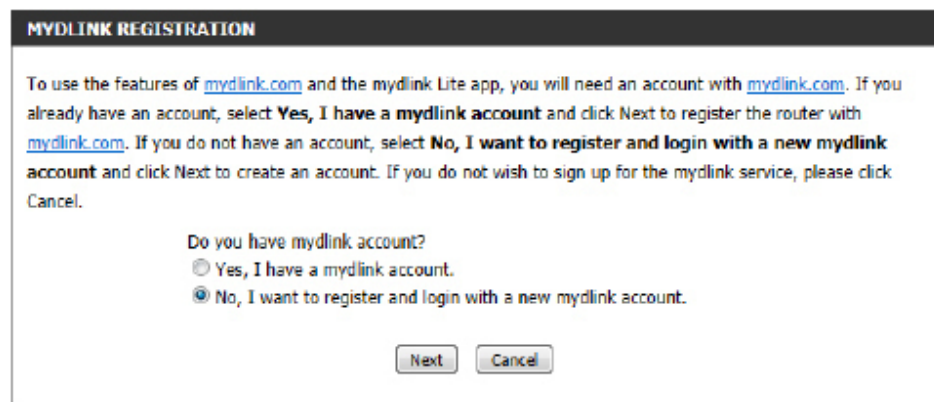 MYDLINK REGISTRATION
To use the features of mydlink.com and the mydlink Lite app, you will need an account with mydlink.com. If you
already have an account, select Yes, I have a mydlink account and click Next to register the router with
mydlink.com. If you do not have an account, select No, I want to register and login with a new mydlink
account and click Next to create an account. If you do not wish to sign up for the mydlink service, please click
Cancel.
Do you have mydlink account?
Yes, I have a mydlink account.
No, I want to register and login with a new mydlink account.
Next Cancel